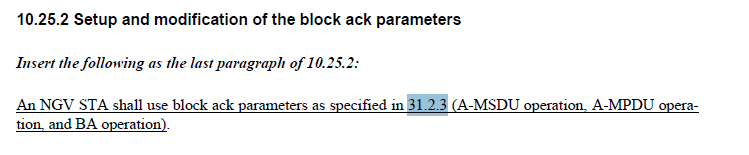 10.25.2 Setup and modification of the block ack parameters
Insert the following as the last paragraph of 10.25.2:
An NGV STA shall use block ack parameters as specified in 31.2.3 (A-MSDU operation, A-MPDU opera-
tion, and BA operation).